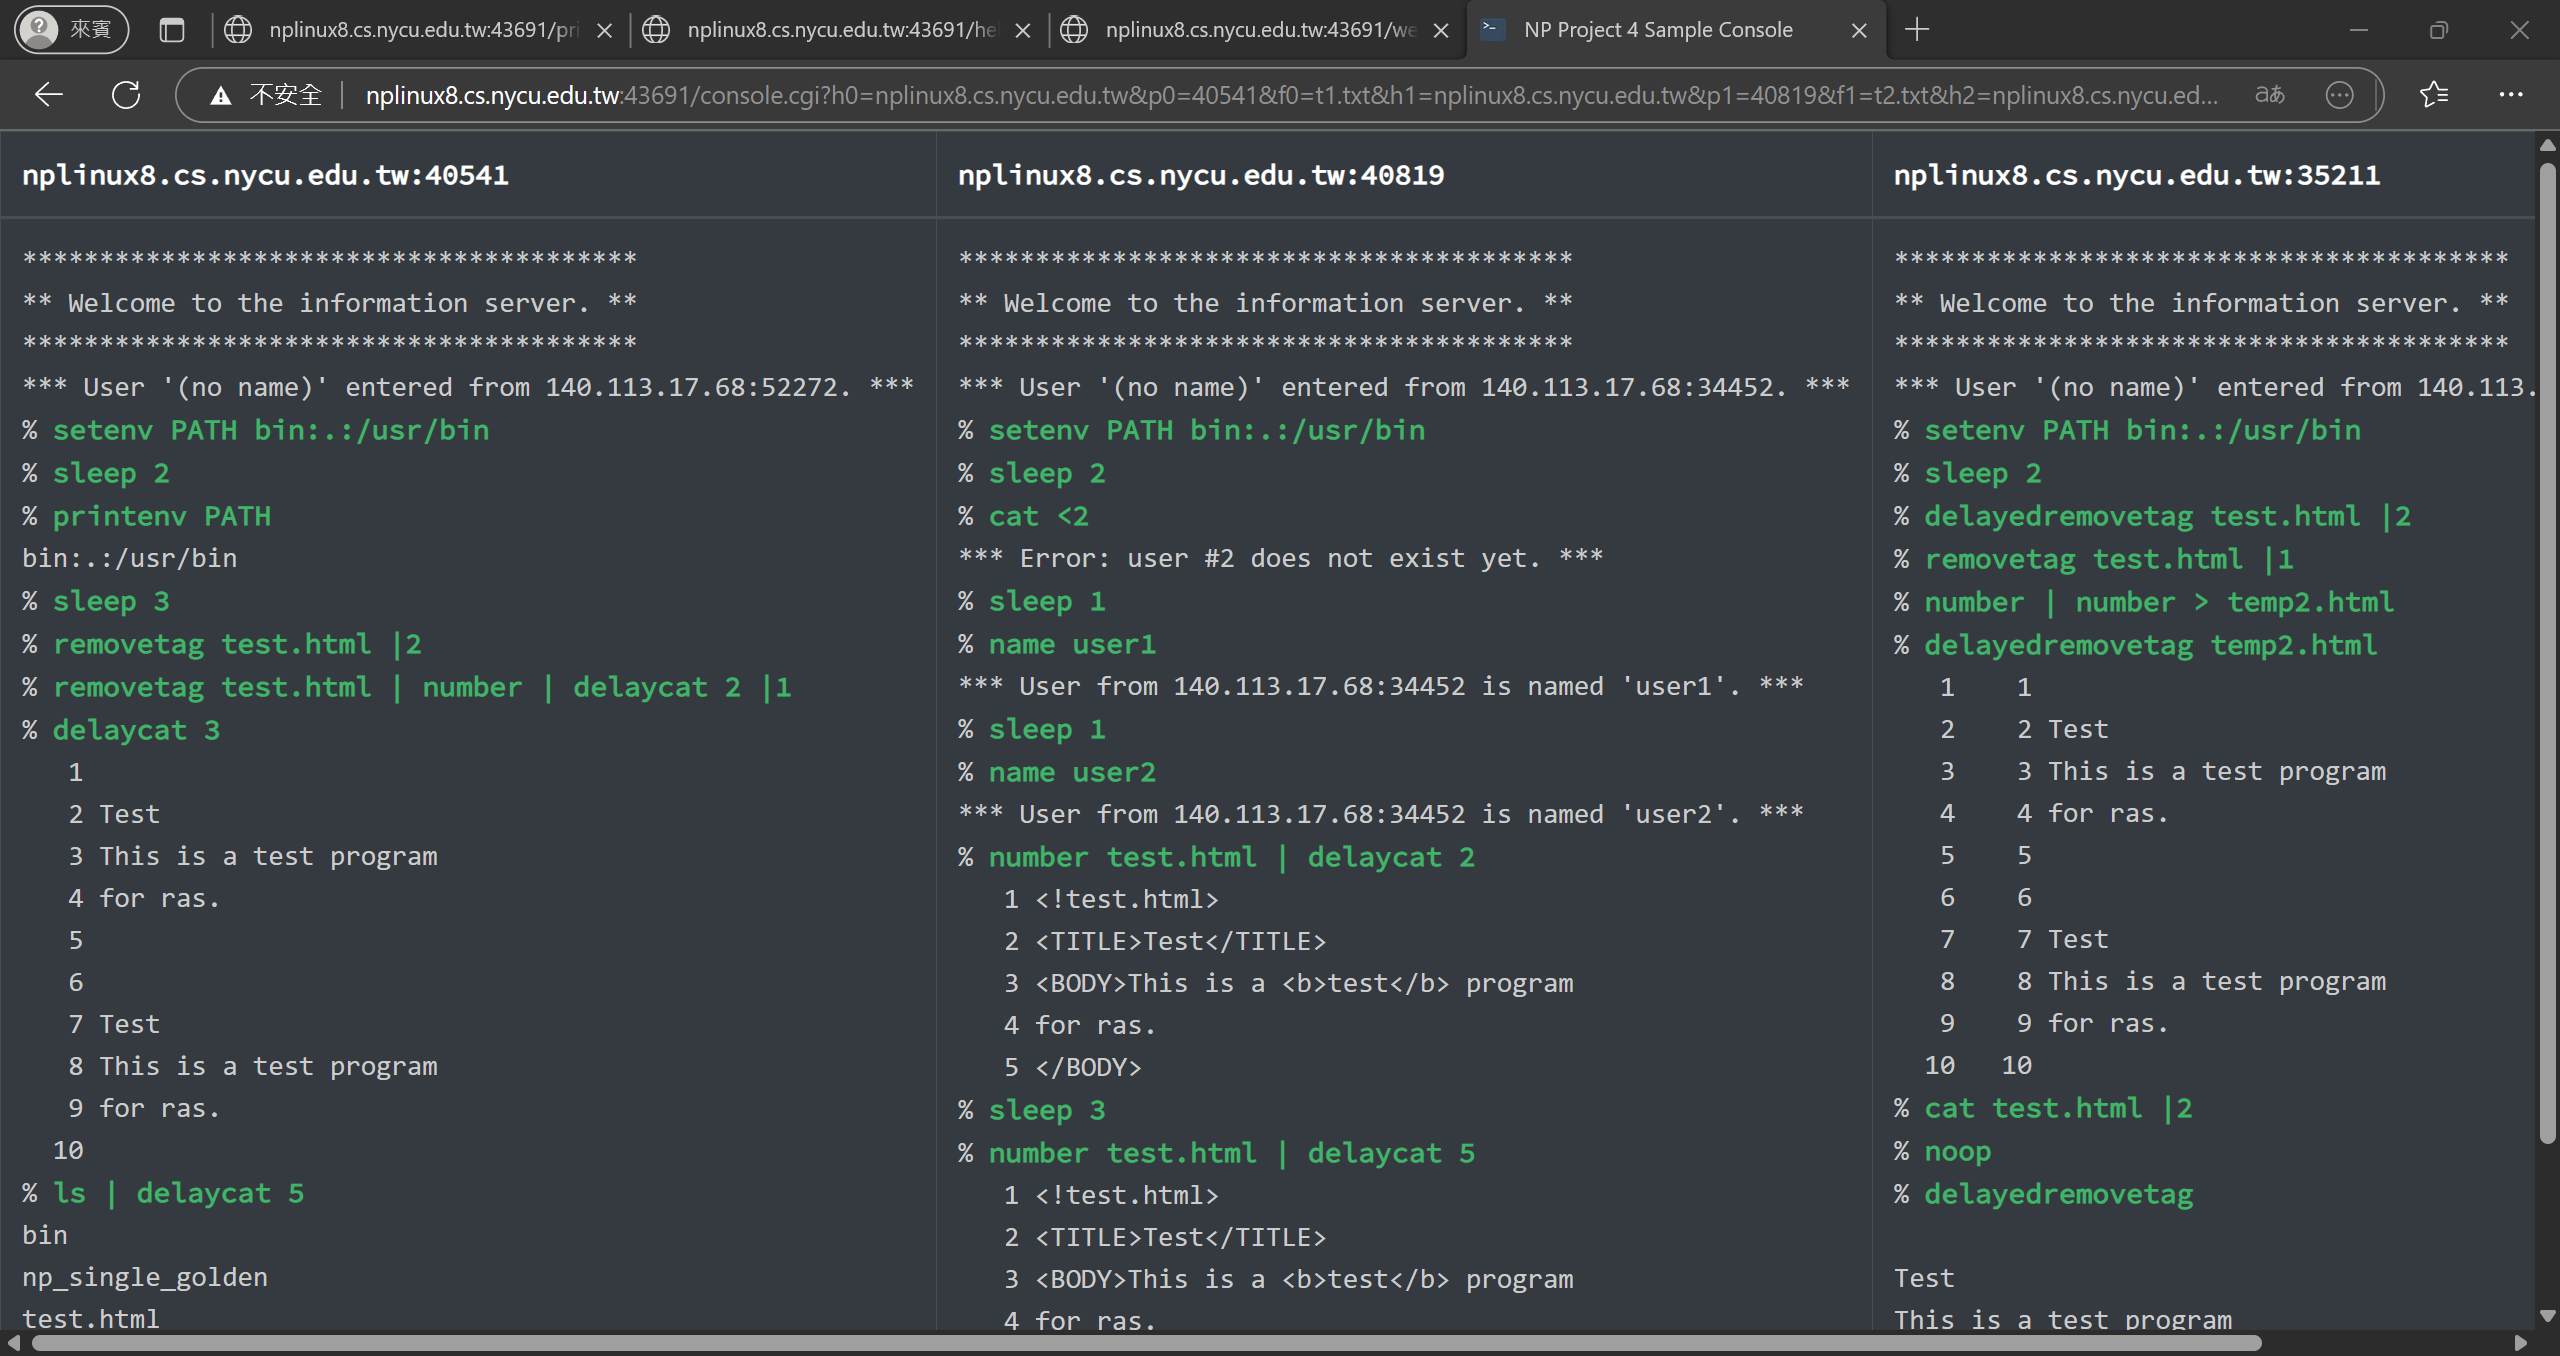 來賓
nplinux8.cs.nycu.edu.tw:43691/pri
nplinux8.cs.nycu.edu.tw:43691/he
nplinux8.cs.nycu.edu.tw:43691/we
NP Project 4 Sample Console
不安全
nplinux8.cs.nycu.edu.tw:43691/console.cgi?h0=nplinux8.cs.nycu.edu.tw&p0=40541&f0=t1.txt&h1=nplinux8.cs.nycu.edu.tw&p1=40819&f1=t2.txt&h2=nplinux8.cs.nycu.ed...
aあ
nplinux8.cs.nycu.edu.tw:40541
****************************************
** Welcome to the information server. **
****************************************
*** User '(no name)' entered from 140.113.17.68:52272. ***
% setenv PATH bin:.:/usr/bin
% sleep 2
% printenv PATH
bin:.:/usr/bin
% sleep 3
% removetag test.html |2
% removetag test.html | number | delaycat 2 |1
% delaycat 3
1
2 Test
3 This is a test program
4 for ras.
5
6
7 Test
8 This is a test program
9 for ras.
10
% ls | delaycat 5
bin
np_single_golden
test.html
nplinux8.cs.nycu.edu.tw:40819
****************************************
** Welcome to the information server. **
****************************************
*** User '(no name)' entered from 140.113.17.68:34452. ***
% setenv PATH bin:.:/usr/bin
% sleep 2
% cat <2
*** Error: user #2 does not exist yet. ***
% sleep 1
% name user1
*** User from 140.113.17.68:34452 is named 'user1'. ***
% sleep 1
% name user2
*** User from 140.113.17.68:34452 is named 'user2'. ***
% number test.html | delaycat 2
1 <!test.html>
2 <TITLE>Test</TITLE>
3 <BODY>This is a <b>test</b> program
4 for ras.
5 </BODY>
% sleep 3
% number test.html | delaycat 5
1 <!test.html>
2 <TITLE>Test</TITLE>
3 <BODY>This is a <b>test</b> program
4 for ras.
nplinux8.cs.nycu.edu.tw:35211
****************************************
** Welcome to the information server. **
****************************************
*** User '(no name)' entered from 140.113.
% setenv PATH bin:.:/usr/bin
% sleep 2
% delayedremovetag test.html |2
% removetag test.html |1
% number | number > temp2.html
% delayedremovetag temp2.html
1 1
2 2 Test
3 3 This is a test program
4 4 for ras.
5 5
6 6
7 7 Test
8 8 This is a test program
9 9 for ras.
10 10
% cat test.html |2
% noop
% delayedremovetag
Test
This is a test program